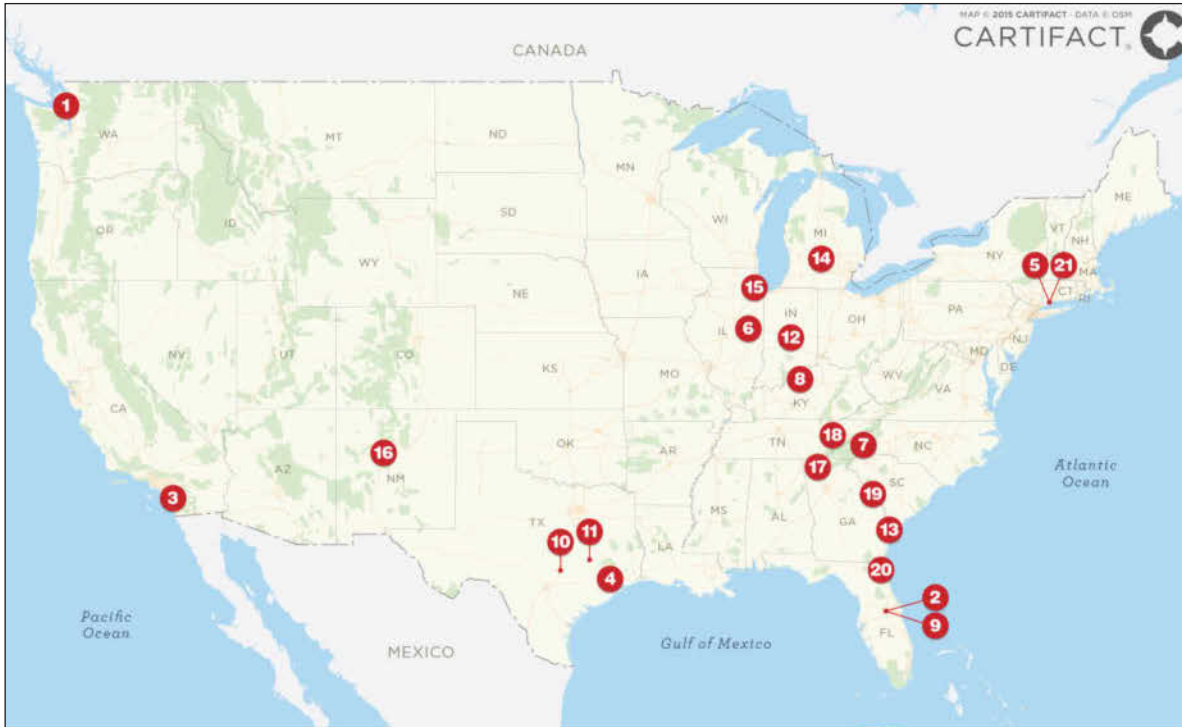 MAP © 2015 CARTIFACT · DATA © OSM
CARTIFACT®
CANADA
1
WA
MT
ND
MN
ME
OR
ID
SD
WI
MI
VT
NH
NY
5
21
MA
WY
14
CT
RI
IA
15
NE
PA
NV
UT
CO
IL
6
IN
12
OH
NJ
MD
DE
WV
VA
KS
MO
8
KY
CA
18
7
NC
TN
OK
AR
16
17
AZ
NM
Atlantic
Ocean
3
SC
19
MS
AL
GA
TX
11
13
10
LA
4
20
2
Pacific
Ocean
9
FL
MEXICO
Gulf of Mexico